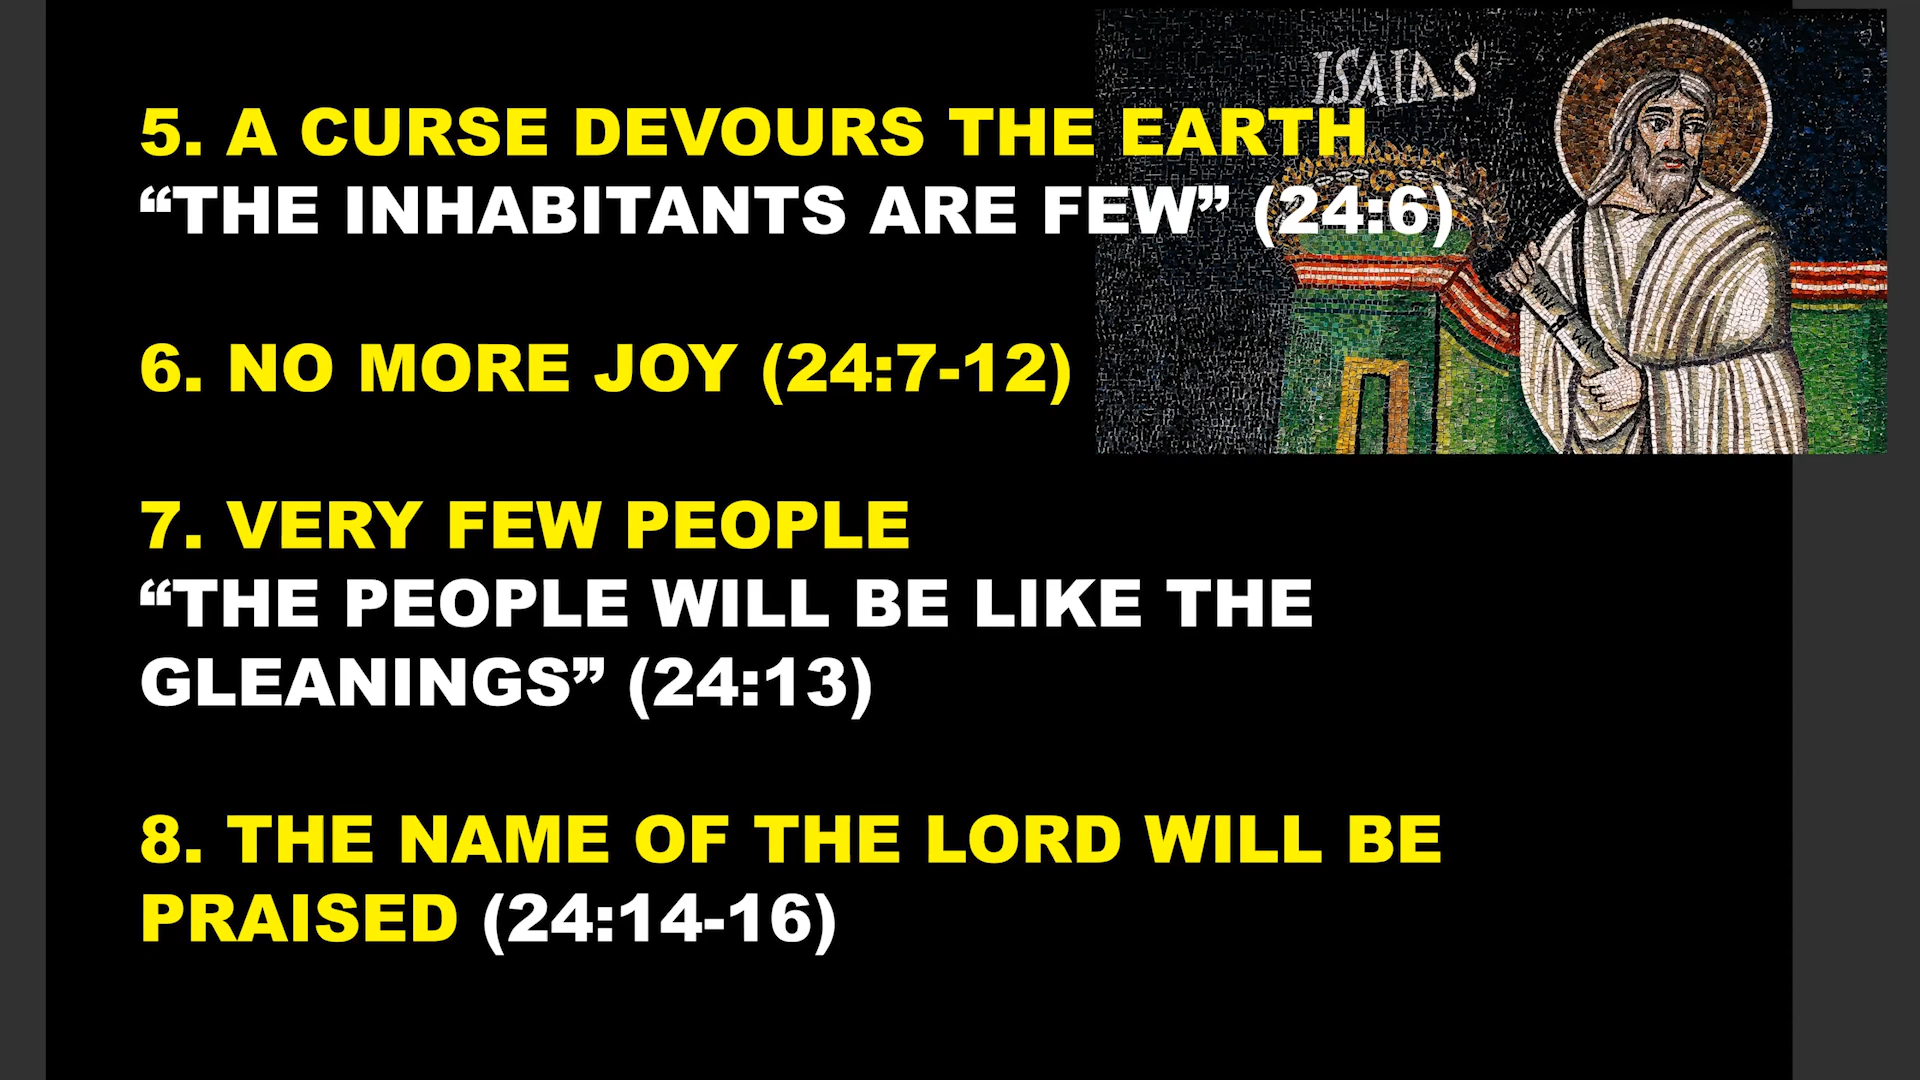 ISAIAS
5. A CURSE DEVOURS THE EARTH
“THE INHABITANTS ARE FEW” (24:6)
6. NO MORE JOY (24:7-12)
7. VERY FEW PEOPLE
“THE PEOPLE WILL BE LIKE THE
GLEANINGS” (24:13)
8. THE NAME OF THE LORD WILL BE
PRAISED (24:14-16)